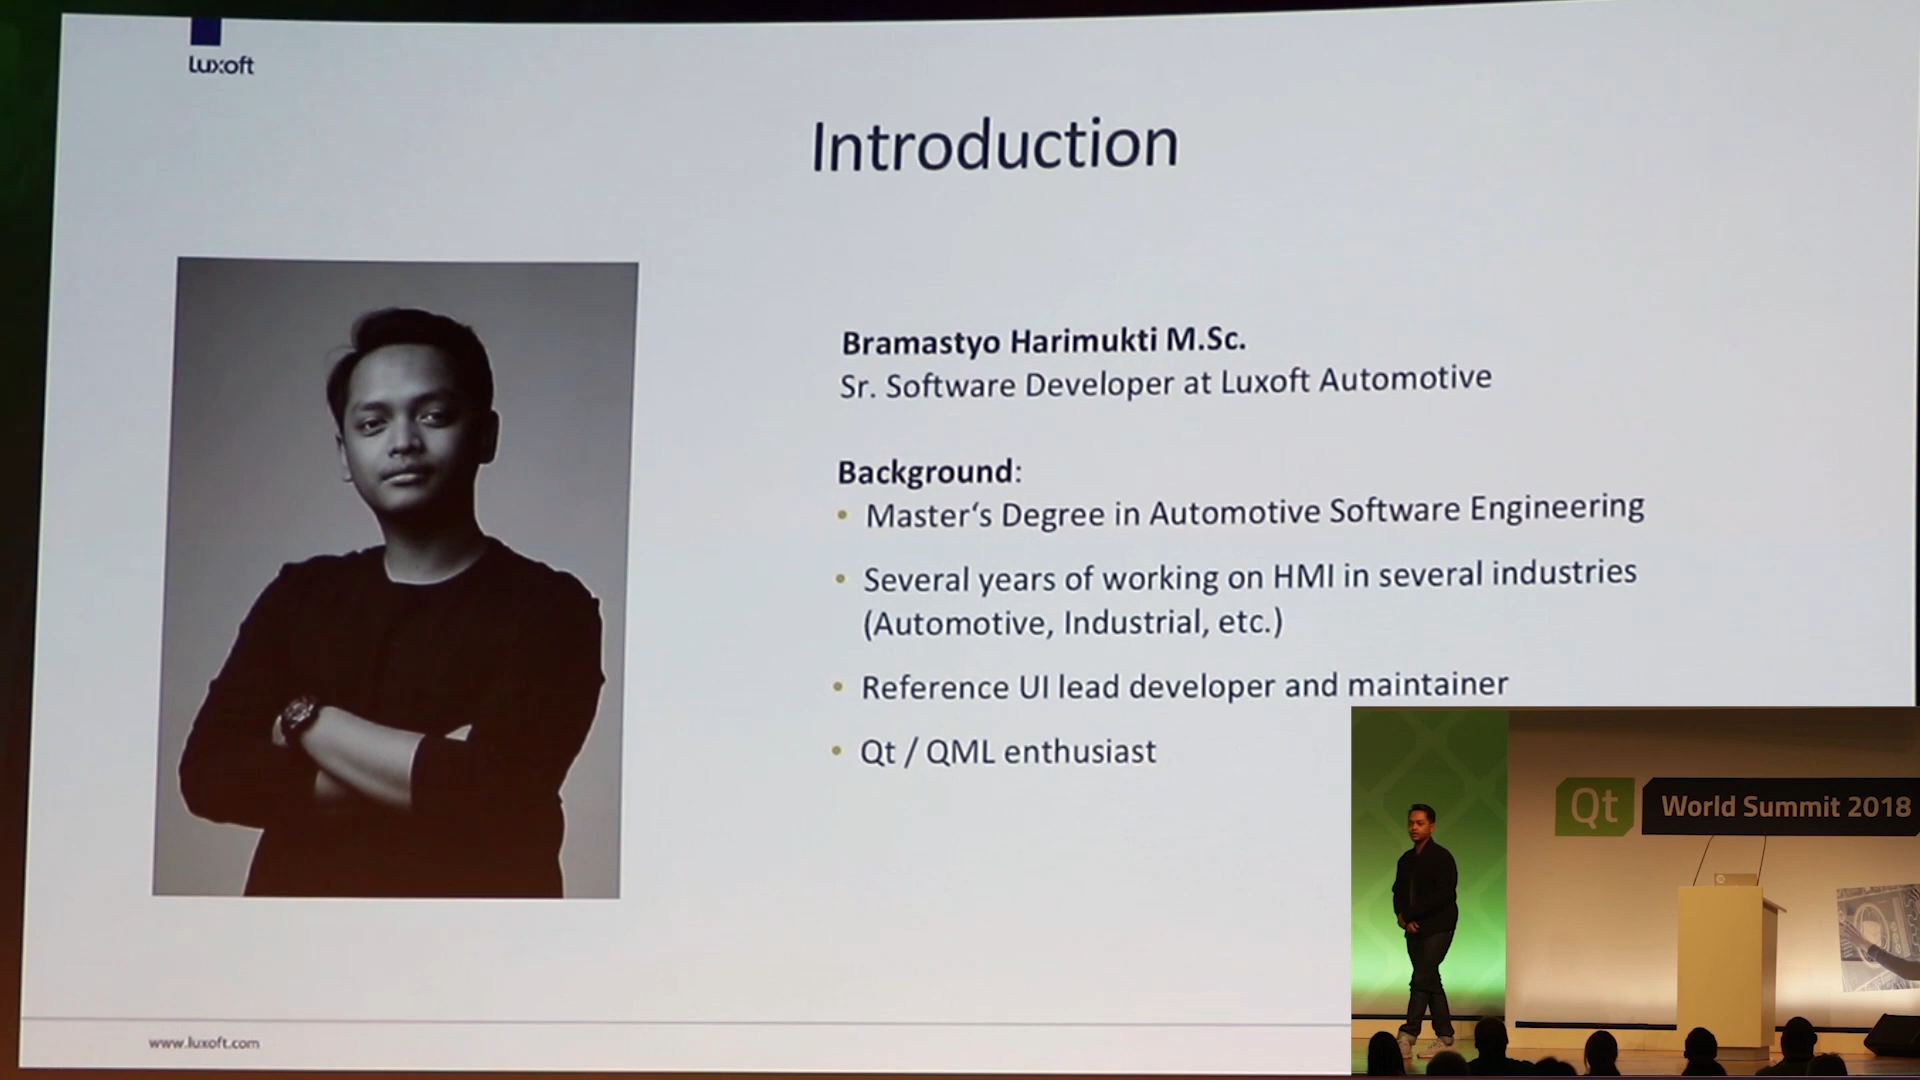 luxoft
Introduction
Bramastyo Harimukti M.Sc.
Sr. Software Developer at Luxoft Automotive
Background:
• Master‘s Degree in Automotive Software Engineering
• Several years of working on HMI in several industries
(Automotive, Industrial, etc.)
• Reference UI lead developer and maintainer
• Qt / QML enthusiast
www.luxoft.com
Qt World Summit 2018